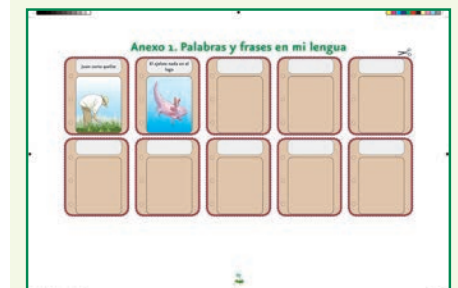 Anexo 1. Palabras y frases en mi lengua
Juan corta quelite
El ajolote nada en el
lago